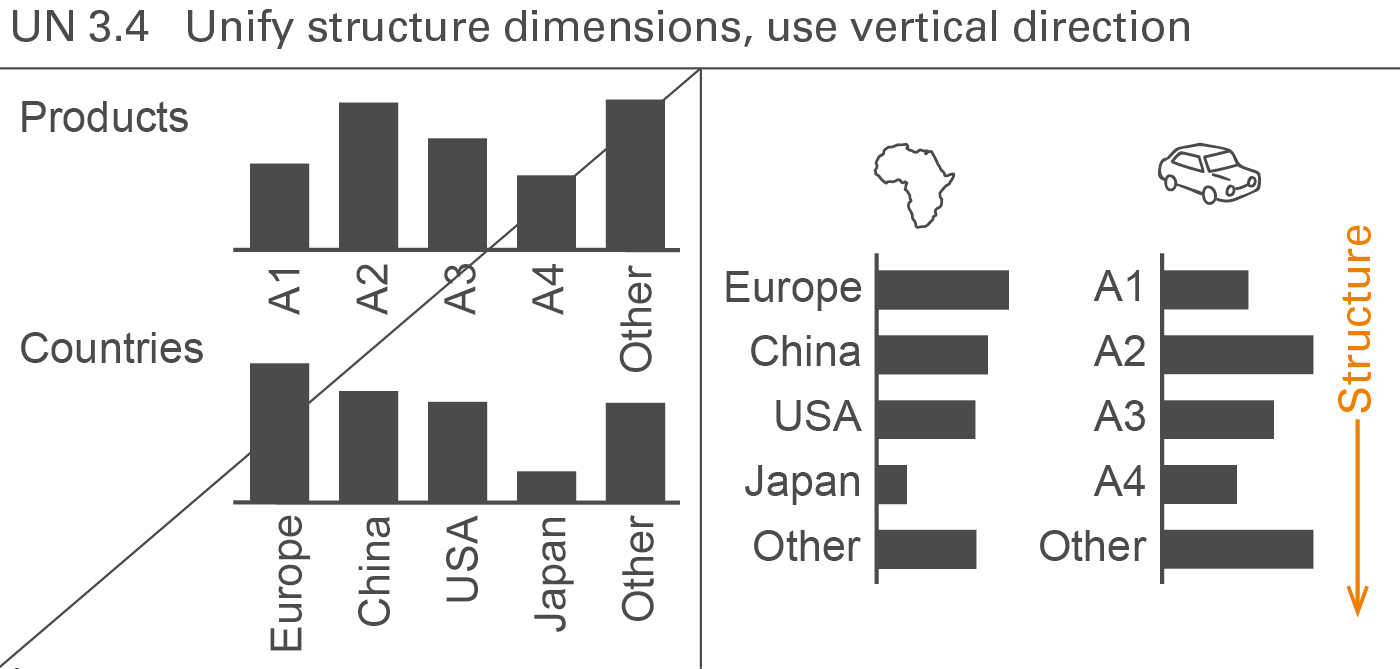 UN 3.4 Unify structure dimensions, use vertical direction
Products
A1
A2
A3
A4
Other
Countries
Europe
China
USA
Japan
Other
Europe
China
USA
Japan
Other
A1
A2
A3
A4
Other
Structure